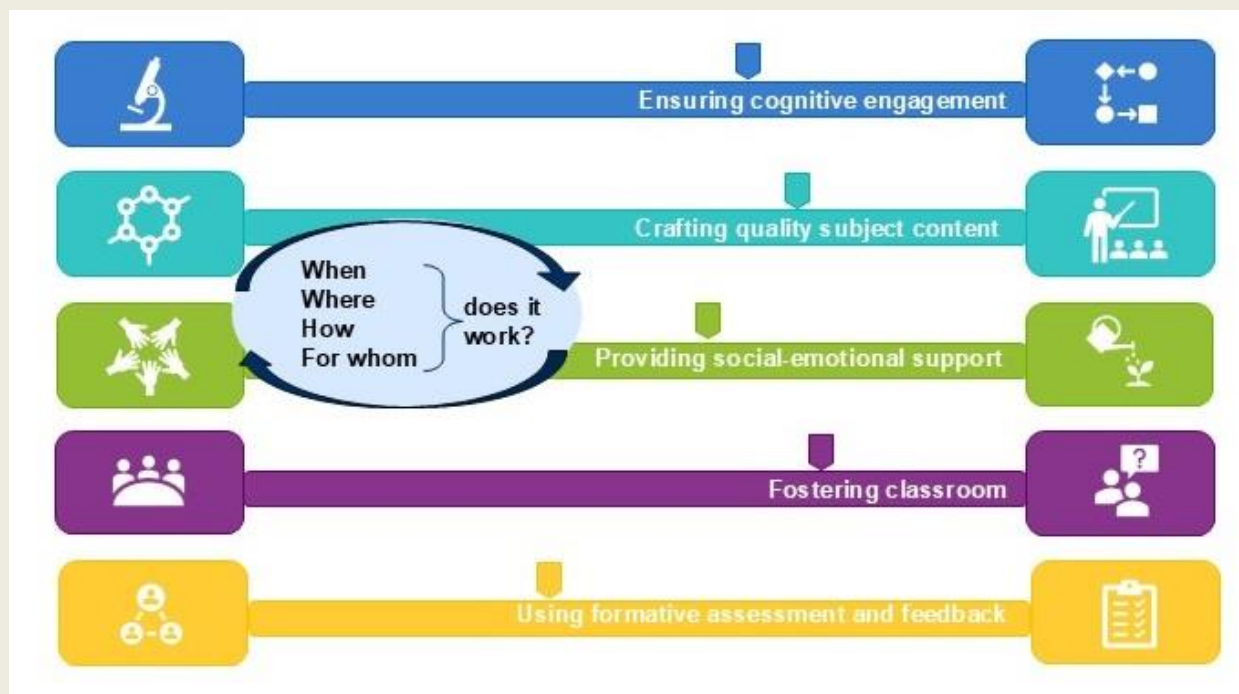 Ensuring cognitive engagement
Crafting quality subject content
When
Where
How
For whom
does it
work?
Providing social-emotional support
Fostering classroom
Using formative assessment and feedback
?